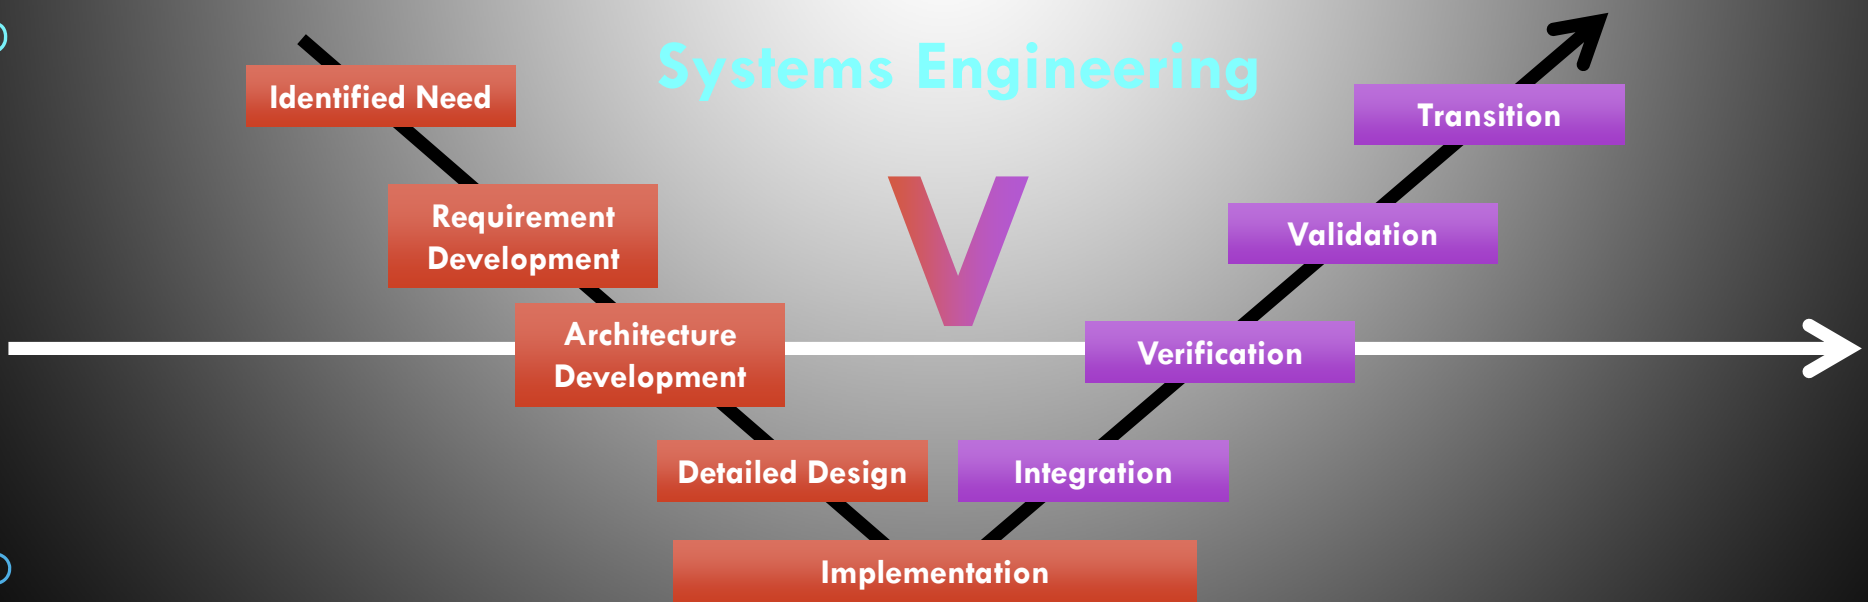 Systems Engineering
V
Identified Need
Requirement
Development
Architecture
Development
Detailed Design
Implementation
Integration
Verification
Validation
Transition